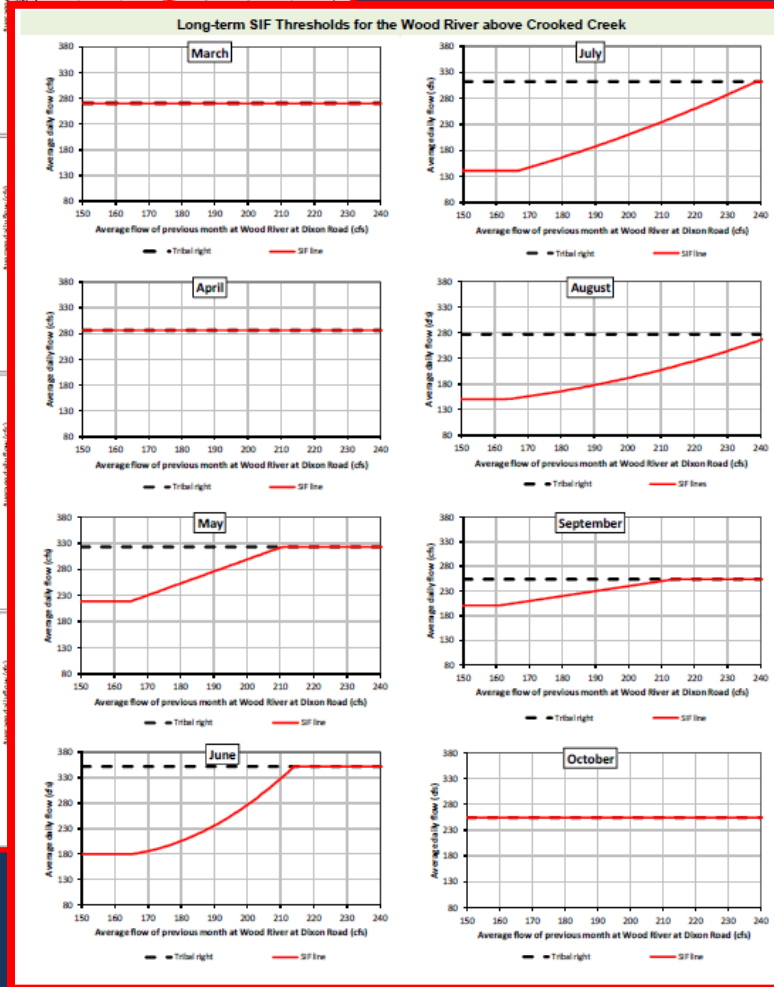 Long-term SIF Thresholds for the Wood River above Crooked Creek
March
Average daily flow (cfs)
380
330
280
230
180
130
80
150 160 170 180 190 200 210 220 230 240
Average flow of previous month at Wood River at Dixon Road (cfs)
Tribal right SIF line
April
Average daily flow (cfs)
380
330
280
230
180
130
80
150 160 170 180 190 200 210 220 230 240
Average flow of previous month at Wood River at Dixon Road (cfs)
Tribal right SIF line
May
Average daily flow (cfs)
380
330
280
230
180
130
80
150 160 170 180 190 200 210 220 230 240
Average flow of previous month at Wood River at Dixon Road (cfs)
Tribal right SIF line
June
Average daily flow (cfs)
380
330
280
230
180
130
80
150 160 170 180 190 200 210 220 230 240
Average flow of previous month at Wood River at Dixon Road (cfs)
Tribal right SIF line
July
Average daily flow (cfs)
380
330
280
230
180
130
80
150 160 170 180 190 200 210 220 230 240
Average flow of previous month at Wood River at Dixon Road (cfs)
Tribal right SIF line
August
Average daily flow (cfs)
380
330
280
230
180
130
80
150 160 170 180 190 200 210 220 230 240
Average flow of previous month at Wood River at Dixon Road (cfs)
Tribal right SIF lines
September
Average daily flow (cfs)
380
330
280
230
180
130
80
150 160 170 180 190 200 210 220 230 240
Average flow of previous month at Wood River at Dixon Road (cfs)
Tribal right SIF line
October
Average daily flow (cfs)
380
330
280
230
180
130
80
150 160 170 180 190 200 210 220 230 240
Average flow of previous month at Wood River at Dixon Road (cfs)
Tribal right SIF line